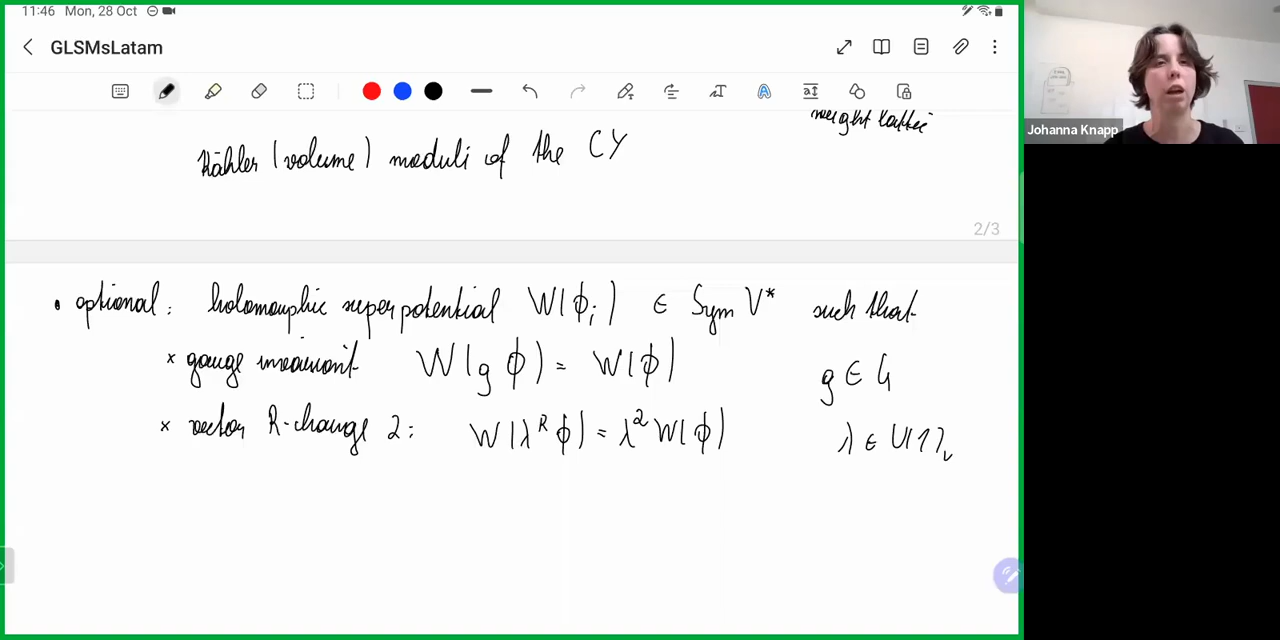 11:46 Mon, 28 Oct
GLSMsLatam
weight lattice
Kähler (volume) moduli of the CY
2/3
• optional: holomorphic superpotential W(ϕᵢ) ∈ Sym V* such that
× gauge invariant W(gϕ) = W(ϕ) g ∈ G
× vector R-charge 2: W(λᴿϕ) = λ²W(ϕ) λ ∈ U(1)ᵥ
Johanna Knapp